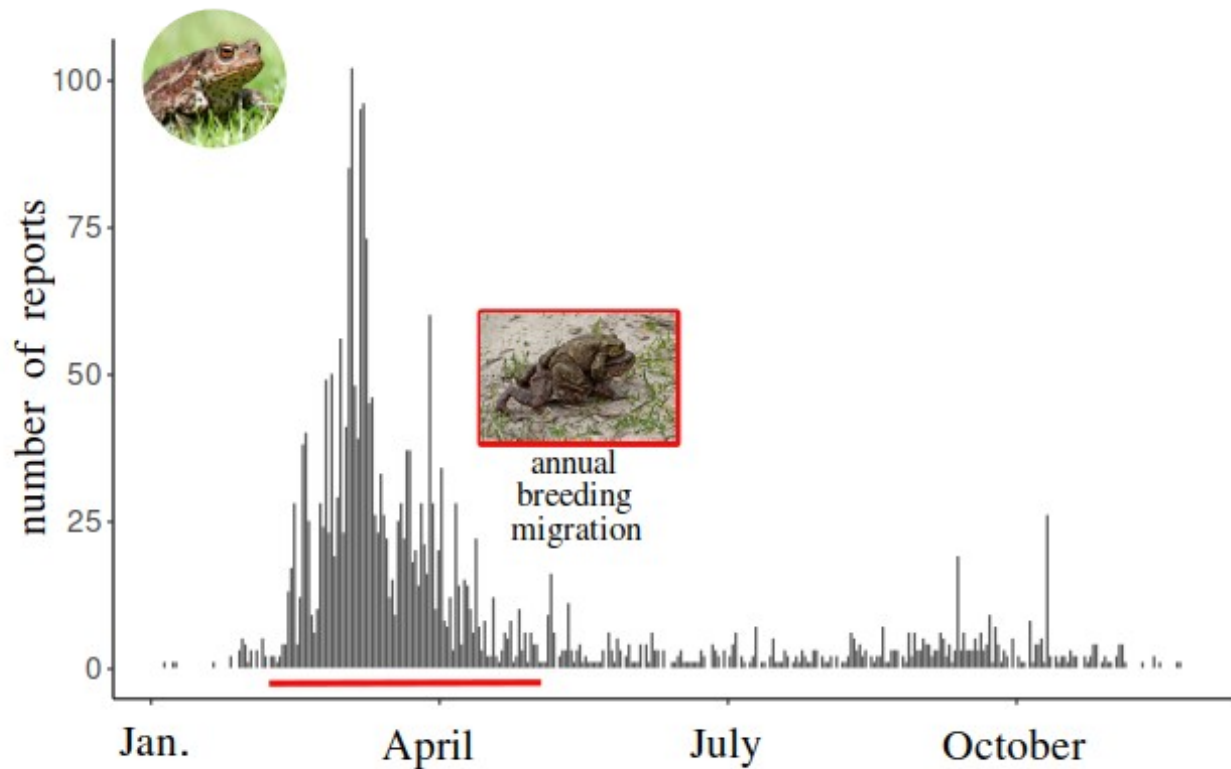 number of reports
100
75
50
25
0
annual
breeding
migration
Jan.
April
July
October